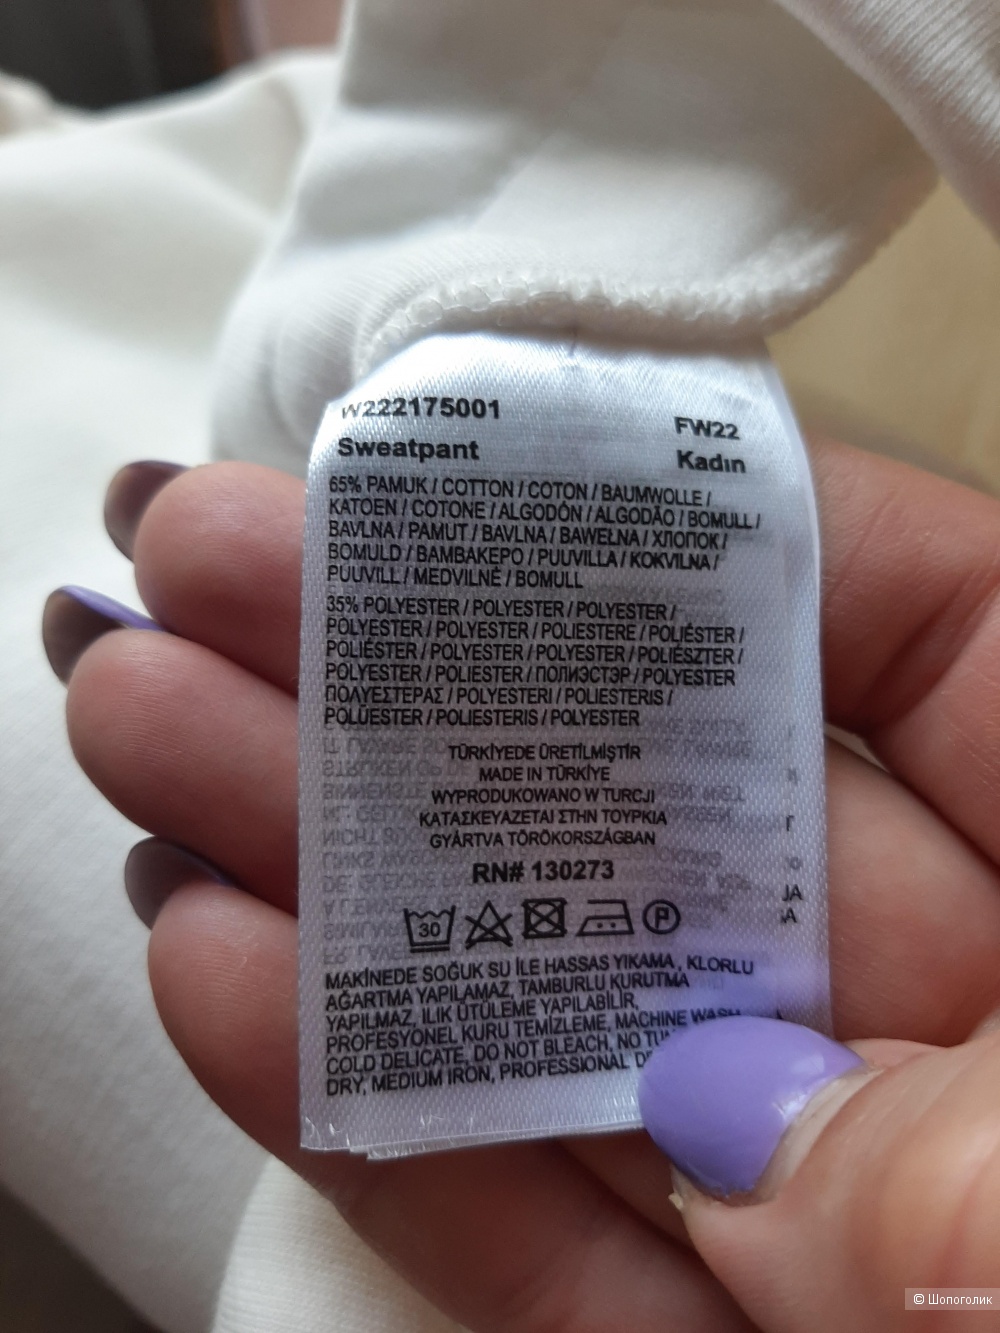 W222175001
FW22
Sweatpant
Kadın
65% PAMUK / COTTON / COTON / BAUMWOLLE /
KATOEN / COTONE / ALGODÓN / ALGODÃO / BOMULL /
BAVLNA / PAMUT / BAVLNA / BAWEŁNA / ХЛОПОК /
BOMULD / ΒΑΜΒΑΚΕΡΟ / PUUVILLA / KOKVILNA /
PUUVILL / MEDVILNĖ / BOMULL
35% POLYESTER / POLYESTER / POLYESTER /
POLYESTER / POLYESTER / POLIESTERE / POLIÉSTER /
POLIÉSTER / POLYESTER / POLYESTER / POLIÉSZTER /
POLYESTER / POLIESTER / ПОЛИЭСТЭР / POLYESTER
ΠΟΛΥΕΣΤΕΡΑΣ / POLYESTERI / POLIESTERIS /
POLÜESTER / POLIESTERIS / POLYESTER
TÜRKİYEDE ÜRETİLMİŞTİR
MADE IN TÜRKİYE
WYPRODUKOWANO W TURCJI
ΚΑΤΑΣΚΕΥΑΖΕΤΑΙ ΣΤΗΝ ΤΟΥΡΚΙΑ
GYÁRTVA TÖRÖKORSZÁGBAN
RN# 130273
30 P
MAKİNEDE SOĞUK SU İLE HASSAS YIKAMA , KLORLU
AĞARTMA YAPILAMAZ, TAMBURLU KURUTMA
YAPILMAZ, ILIK ÜTÜLEME YAPILABİLİR,
PROFESYONEL KURU TEMİZLEME, MACHINE WASH
COLD DELICATE, DO NOT BLEACH, NO
DRY, MEDIUM IRON, PROFESSIONAL
© Шопоголик